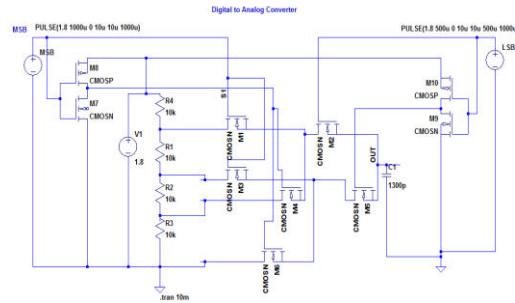 Digital to Analog Converter
MSB
PULSE(1.8 1000u 0 10u 10u 1000u)
PULSE(1.8 500u 0 10u 10u 500u 1000u
MSB
M8
CMOSP
M7
CMOSN
V1
1.8
R4
10k
R1
10k
R2
10k
R3
10k
S1
CMOSN
M1
CMOSN
M3
CMOSN
M4
CMOSN
M6
CMOSN
M2
CMOSN
M5
OUT
C1
1300p
M10
CMOSP
M9
CMOSN
LSB
.tran 10m